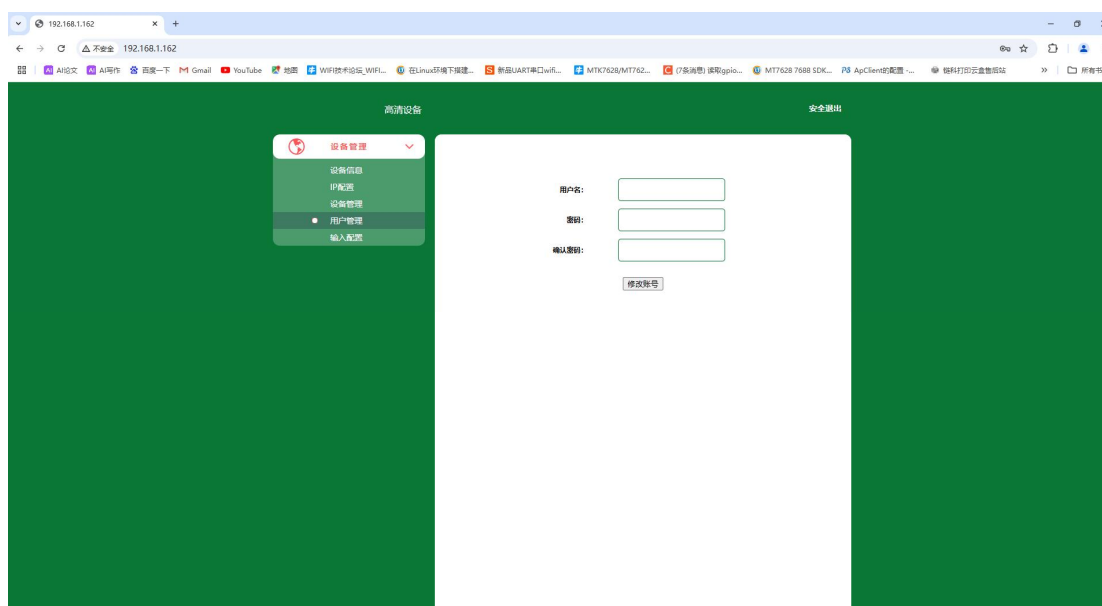 192.168.1.162
不安全 192.168.1.162
AI论文 AI写作 百度一下 Gmail YouTube 地图 WIFI技术论坛_WIFI... 在Linux环境下搭建... 新品UART串口wifi... MTK7628/MT762... (7条消息) 读取gpio... MT7628 7688 SDK... ApClient的配置 -... 链科打印云盒售后站 » 所有书
高清设备 安全退出
设备管理
设备信息
IP配置
设备管理
用户管理
输入配置
用户名:
密码:
确认密码:
修改账号